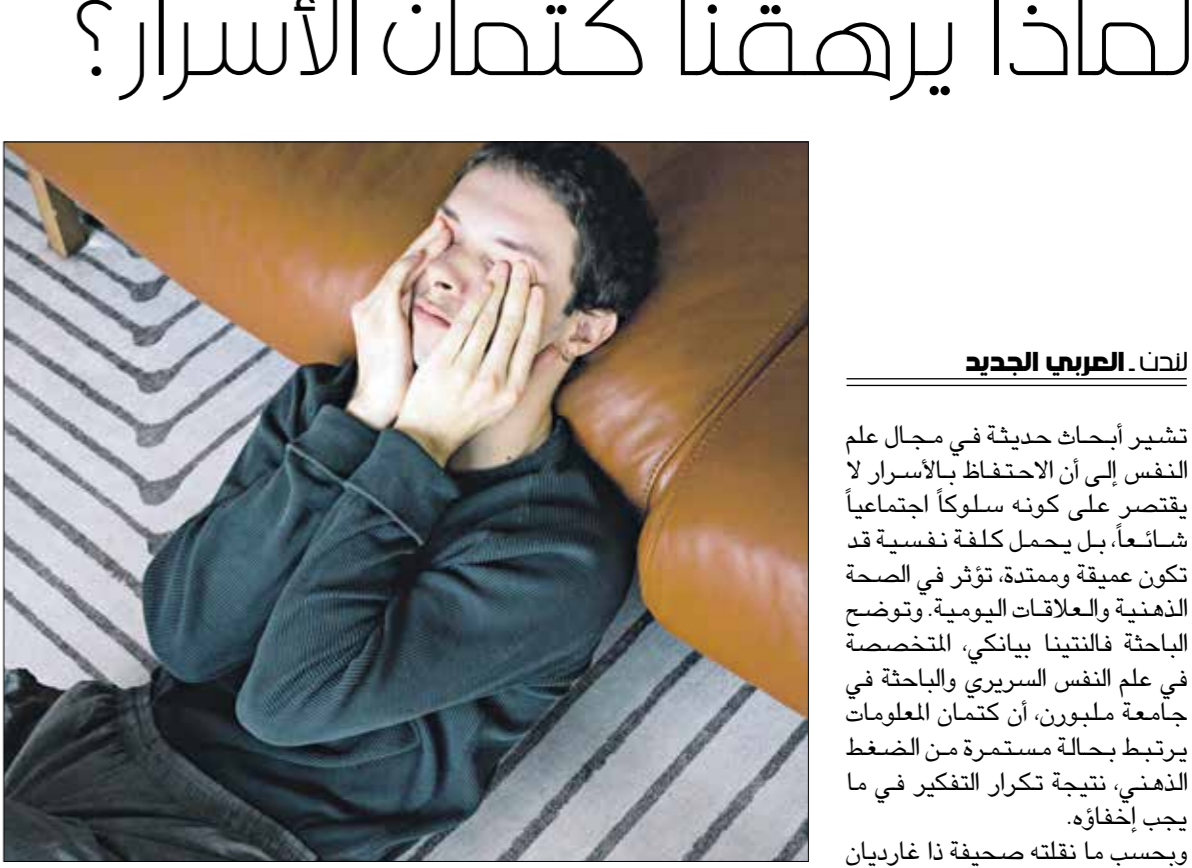 لماذا يرهقنا كتمان الأسرار؟
لندن ـ العربي الجديد
تشير أبحاث حديثة في مجال علم
النفس إلى أن الاحتفاظ بالأسرار لا
يقتصر على كونه سلوكاً اجتماعياً
شائعاً، بل يحمل كلفة نفسية قد
تكون عميقة وممتدة، تؤثر في الصحة
الذهنية والعلاقات اليومية. وتوضح
الباحثة فالنتينا بيانكي، المتخصصة
في علم النفس السريري والباحثة في
جامعة ملبورن، أن كتمان المعلومات
يرتبط بحالة مستمرة من الضغط
الذهني، نتيجة تكرار التفكير في ما
يجب إخفاؤه.
وبحسب ما نقلته صحيفة ذا غارديان